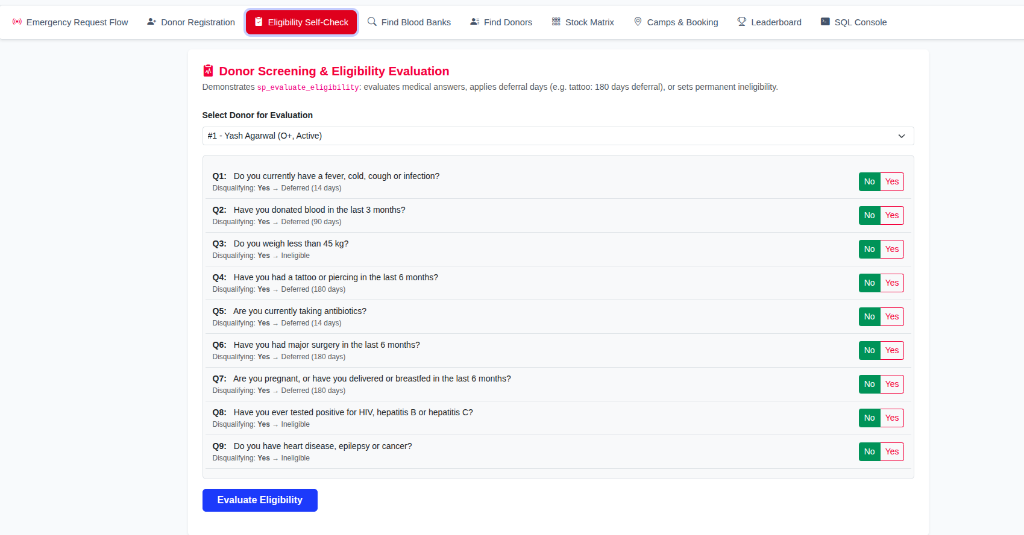 Emergency Request Flow Donor Registration Eligibility Self-Check Find Blood Banks Find Donors Stock Matrix Camps & Booking Leaderboard SQL Console
Donor Screening & Eligibility Evaluation
Demonstrates sp_evaluate_eligibility: evaluates medical answers, applies deferral days (e.g. tattoo: 180 days deferral), or sets permanent ineligibility.
Select Donor for Evaluation
#1 - Yash Agarwal (O+, Active)
Q1: Do you currently have a fever, cold, cough or infection? No Yes
Disqualifying: Yes → Deferred (14 days)
Q2: Have you donated blood in the last 3 months? No Yes
Disqualifying: Yes → Deferred (90 days)
Q3: Do you weigh less than 45 kg? No Yes
Disqualifying: Yes → Ineligible
Q4: Have you had a tattoo or piercing in the last 6 months? No Yes
Disqualifying: Yes → Deferred (180 days)
Q5: Are you currently taking antibiotics? No Yes
Disqualifying: Yes → Deferred (14 days)
Q6: Have you had major surgery in the last 6 months? No Yes
Disqualifying: Yes → Deferred (180 days)
Q7: Are you pregnant, or have you delivered or breastfed in the last 6 months? No Yes
Disqualifying: Yes → Deferred (180 days)
Q8: Have you ever tested positive for HIV, hepatitis B or hepatitis C? No Yes
Disqualifying: Yes → Ineligible
Q9: Do you have heart disease, epilepsy or cancer? No Yes
Disqualifying: Yes → Ineligible
Evaluate Eligibility